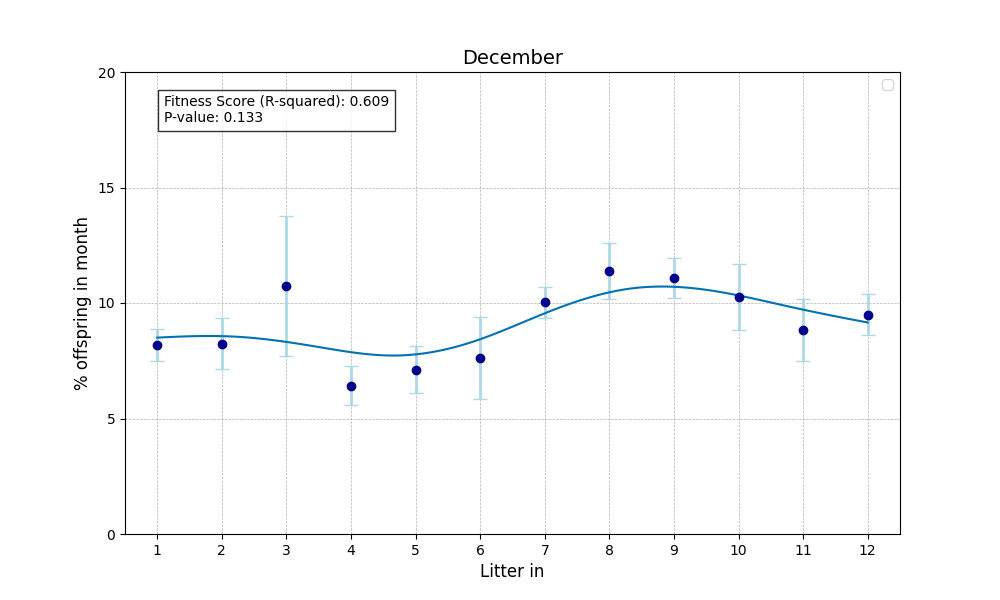 December
Fitness Score (R-squared): 0.609
P-value: 0.133
% offspring in month
20
15
10
5
0
1 2 3 4 5 6 7 8 9 10 11 12
Litter in